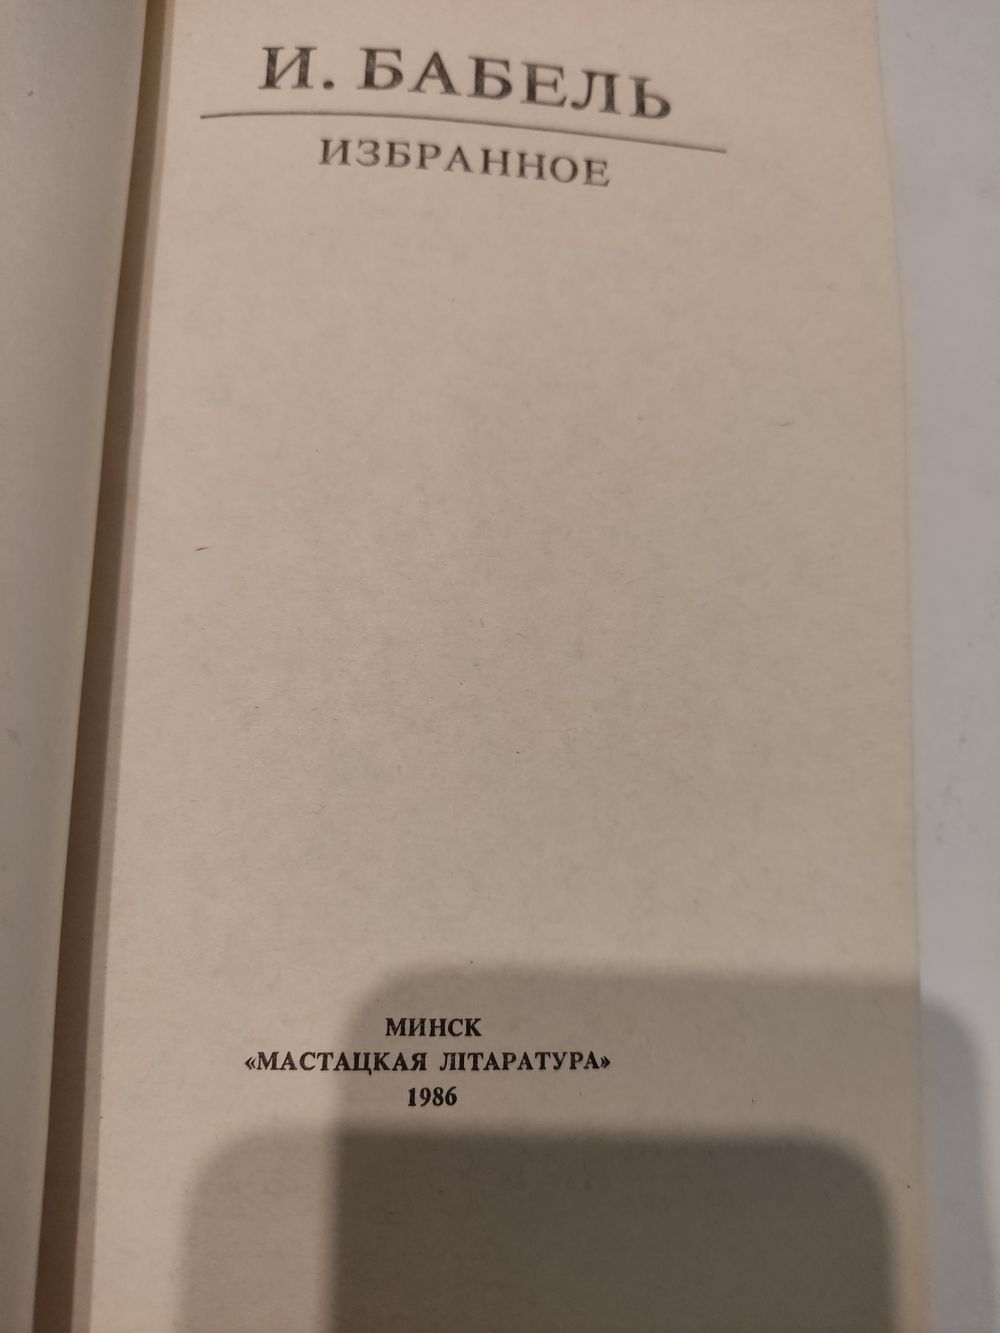 И. БАБЕЛЬ
ИЗБРАННОЕ
МИНСК
«МАСТАЦКАЯ ЛІТАРАТУРА»
1986